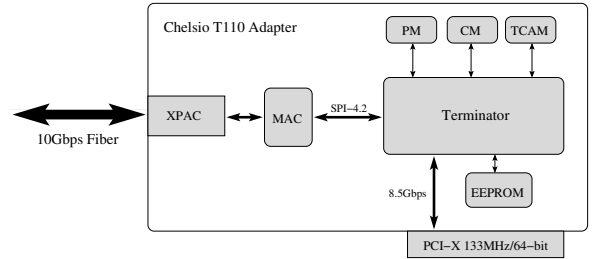 Chelsio T110 Adapter
PM
CM
TCAM
XPAC
MAC
SPI−4.2
Terminator
10Gbps Fiber
8.5Gbps
EEPROM
PCI−X 133MHz/64−bit